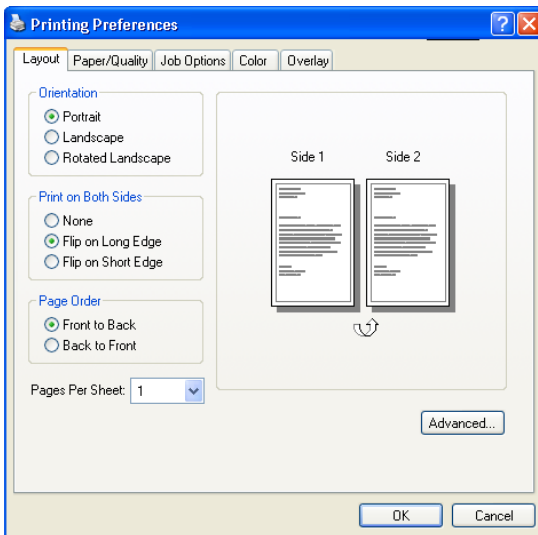 Printing Preferences
Layout Paper/Quality Job Options Color Overlay
Orientation
Portrait
Landscape
Rotated Landscape
Print on Both Sides
None
Flip on Long Edge
Flip on Short Edge
Page Order
Front to Back
Back to Front
Pages Per Sheet: 1
Side 1 Side 2
Advanced...
OK Cancel